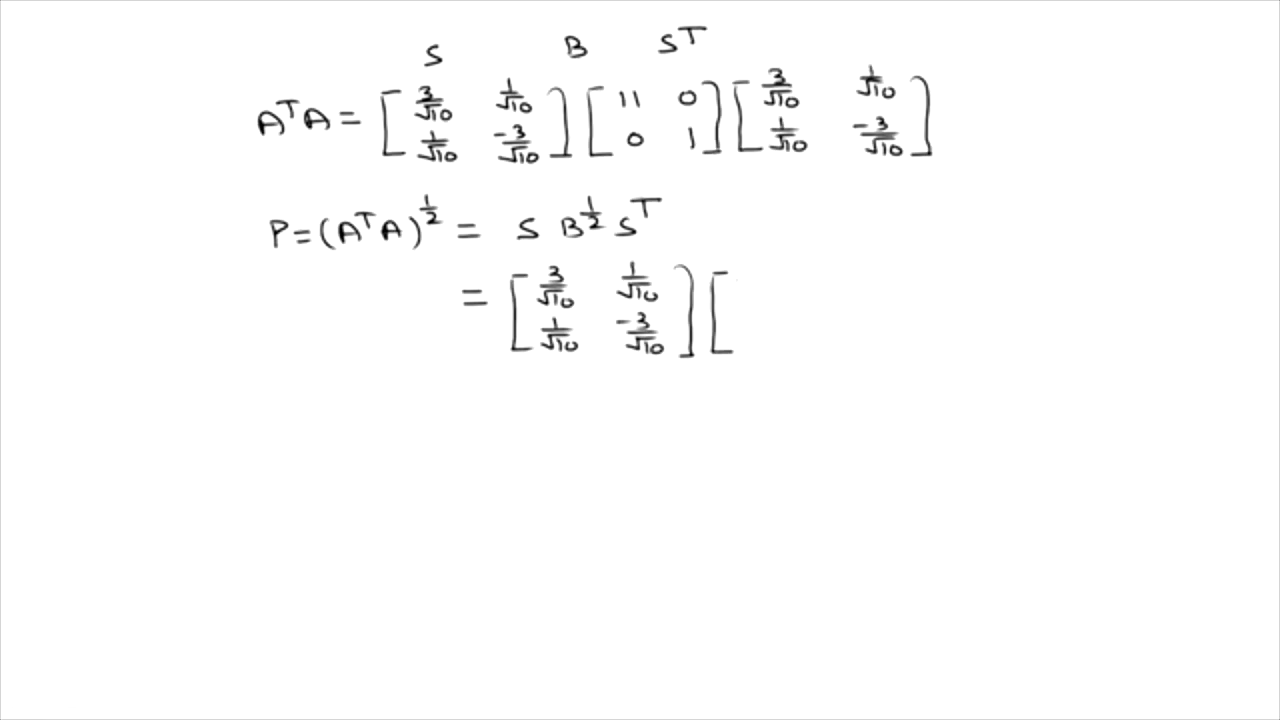 S B S^T
A^T A = [ 3/√10 1/√10 ; 1/√10 -3/√10 ] [ 11 0 ; 0 1 ] [ 3/√10 1/√10 ; 1/√10 -3/√10 ]
P = (A^T A)^{1/2} = S B^{1/2} S^T
= [ 3/√10 1/√10 ; 1/√10 -3/√10 ] [